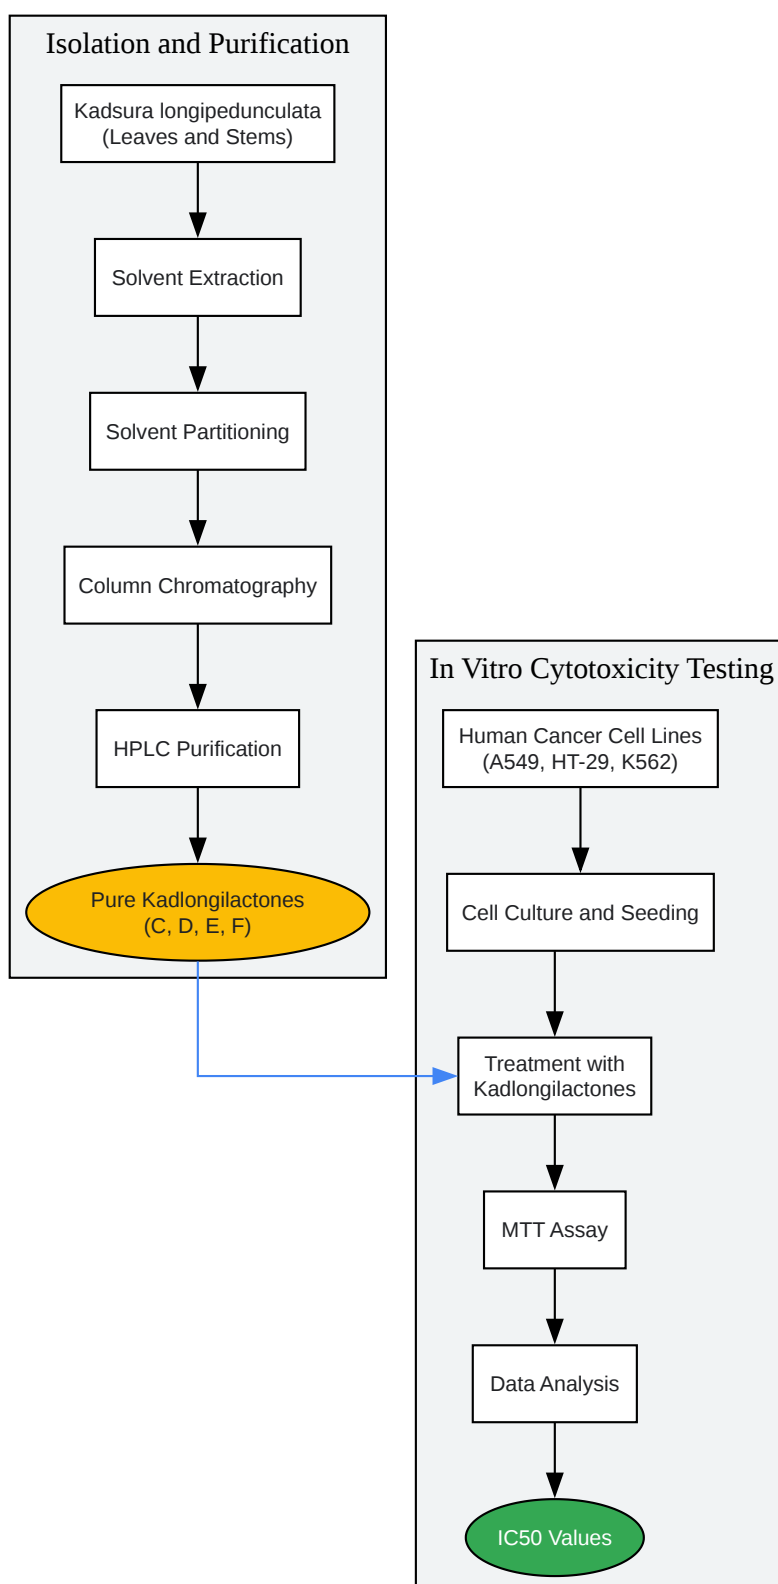 Isolation and Purification
Kadsura longipedunculata
(Leaves and Stems)
Solvent Extraction
Solvent Partitioning
Column Chromatography
HPLC Purification
Pure Kadlongilactones
(C, D, E, F)
In Vitro Cytotoxicity Testing
Human Cancer Cell Lines
(A549, HT-29, K562)
Cell Culture and Seeding
Treatment with
Kadlongilactones
MTT Assay
Data Analysis
IC50 Values